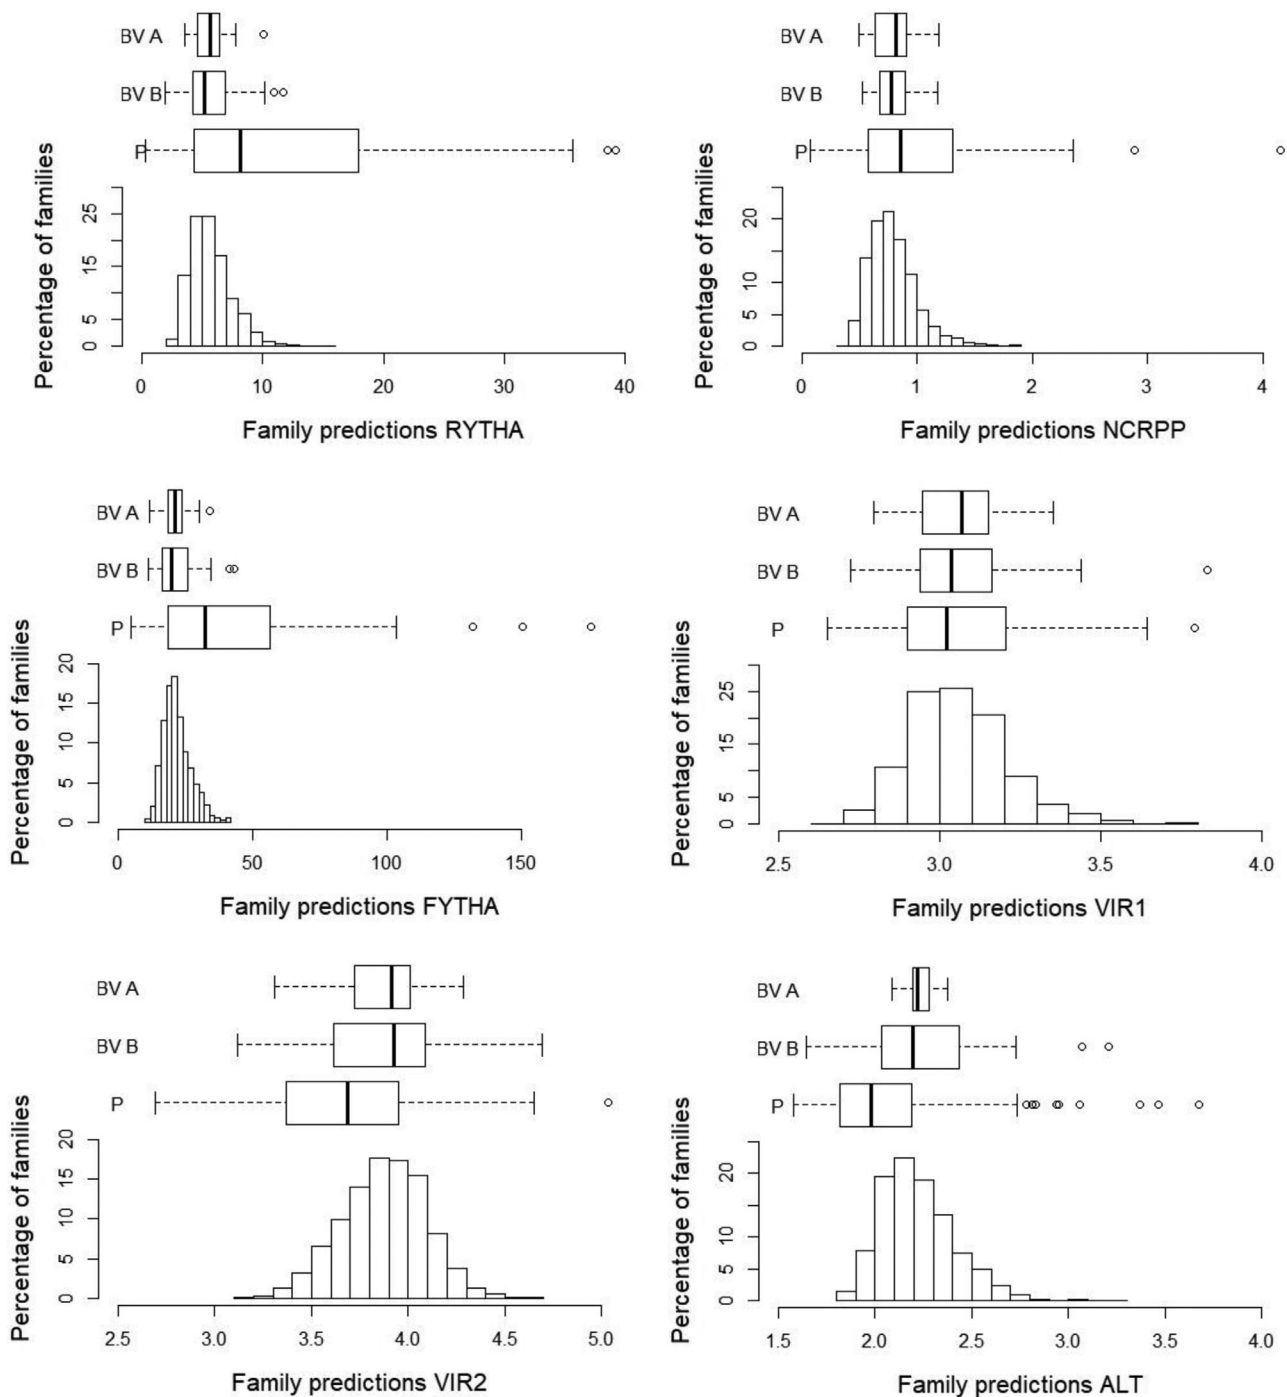 BV A
BV B
P
Percentage of families
25
15
5
0
0 10 20 30 40
Family predictions RYTHA
BV A
BV B
P
Percentage of families
20
10
5
0
0 1 2 3 4
Family predictions NCRPP
BV A
BV B
P
Percentage of families
20
15
10
5
0
0 50 100 150
Family predictions FYTHA
BV A
BV B
P
Percentage of families
25
15
5
0
2.5 3.0 3.5 4.0
Family predictions VIR1
BV A
BV B
P
Percentage of families
20
15
10
5
0
2.5 3.0 3.5 4.0 4.5 5.0
Family predictions VIR2
BV A
BV B
P
Percentage of families
20
10
5
0
1.5 2.0 2.5 3.0 3.5 4.0
Family predictions ALT